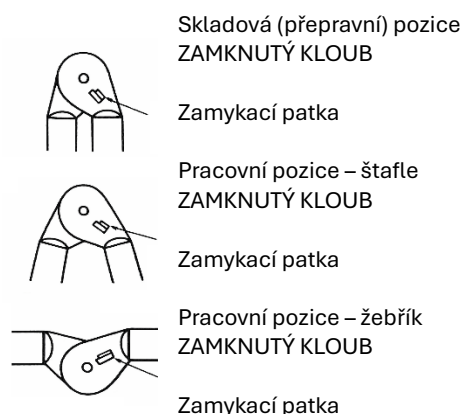 Skladová (přepravní) pozice
ZAMKNUTÝ KLOUB
Zamykací patka
Pracovní pozice – štafle
ZAMKNUTÝ KLOUB
Zamykací patka
Pracovní pozice – žebřík
ZAMKNUTÝ KLOUB
Zamykací patka